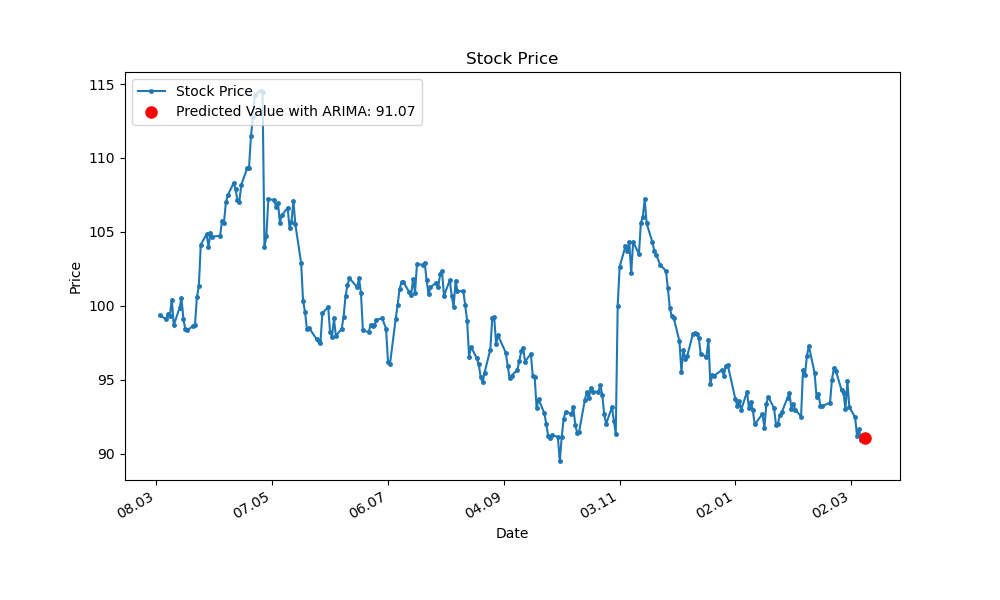 Stock Price
Stock Price
Predicted Value with ARIMA: 91.07
115
110
105
100
95
90
Price
08.03
07.05
06.07
04.09
03.11
02.01
02.03
Date